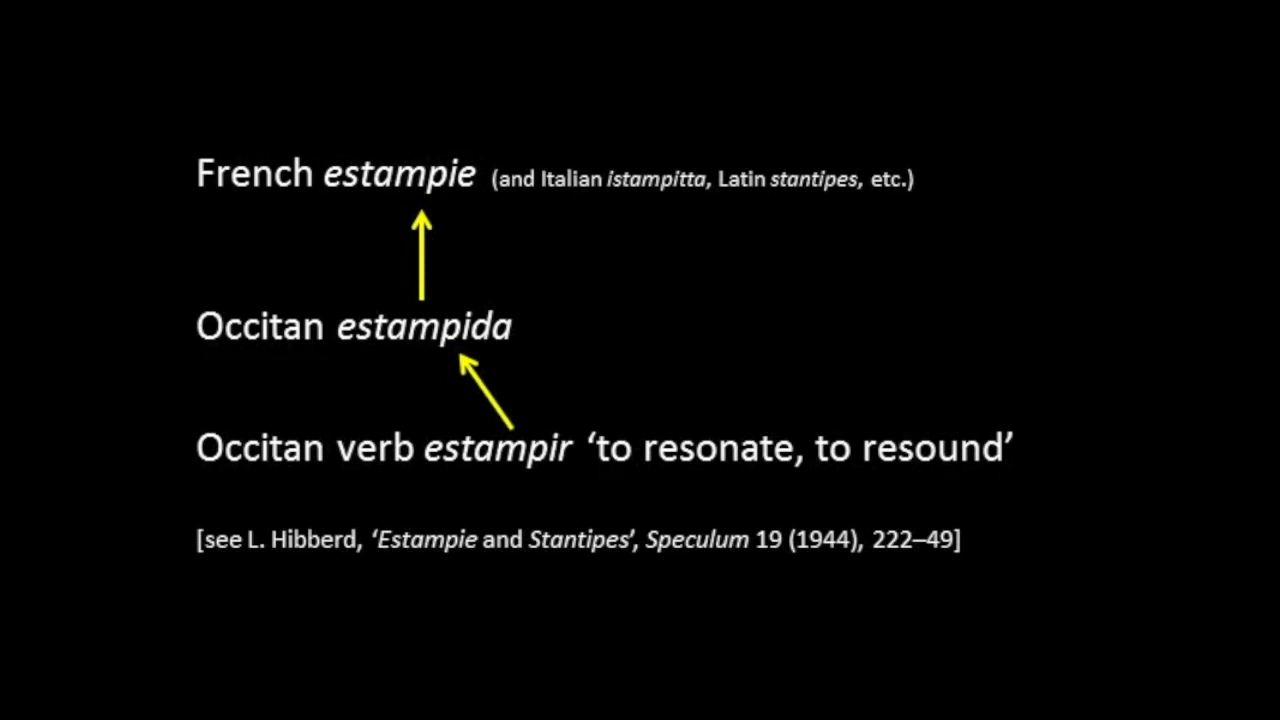 French estampie (and Italian istampitta, Latin stantipes, etc.)
Occitan estampida
Occitan verb estampir ‘to resonate, to resound’
[see L. Hibberd, ‘Estampie and Stantipes’, Speculum 19 (1944), 222–49]